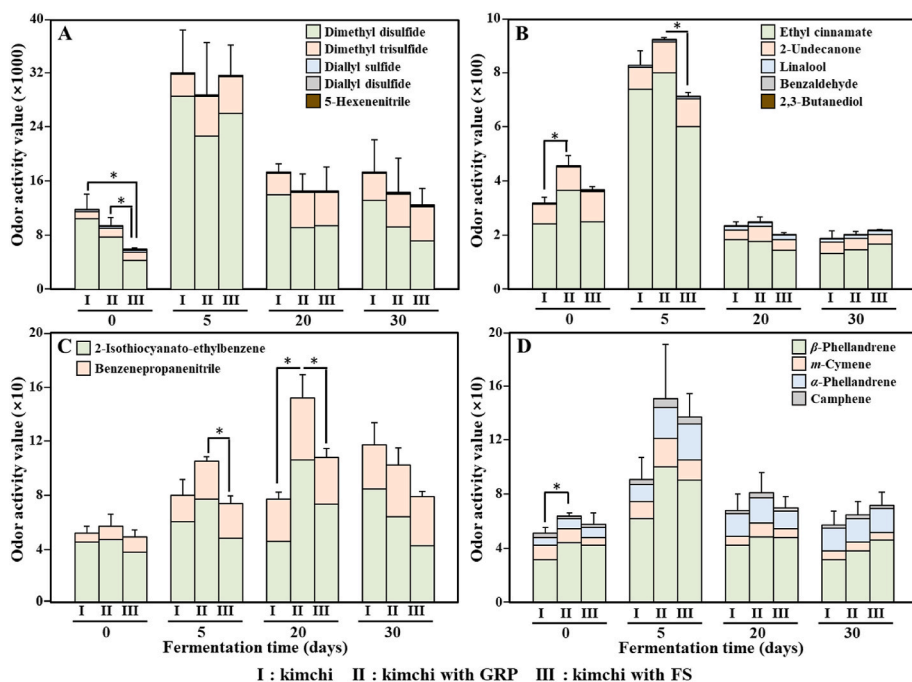 A
Odor activity value (×1000)
40
32
24
16
8
0
Dimethyl disulfide
Dimethyl trisulfide
Diallyl sulfide
Diallyl disulfide
5-Hexenenitrile
*
*
I II III I II III I II III I II III
0 5 20 30
B
Odor activity value (×100)
10
8
6
4
2
0
Ethyl cinnamate
2-Undecanone
Linalool
Benzaldehyde
2,3-Butanediol
*
*
I II III I II III I II III I II III
0 5 20 30
C
Odor activity value (×10)
20
16
12
8
4
0
2-Isothiocyanato-ethylbenzene
Benzenepropanenitrile
*
* *
I II III I II III I II III I II III
0 5 20 30
Fermentation time (days)
D
Odor activity value (×10)
20
16
12
8
4
0
β-Phellandrene
m-Cymene
α-Phellandrene
Camphene
*
I II III I II III I II III I II III
0 5 20 30
Fermentation time (days)
I : kimchi II : kimchi with GRP III : kimchi with FS